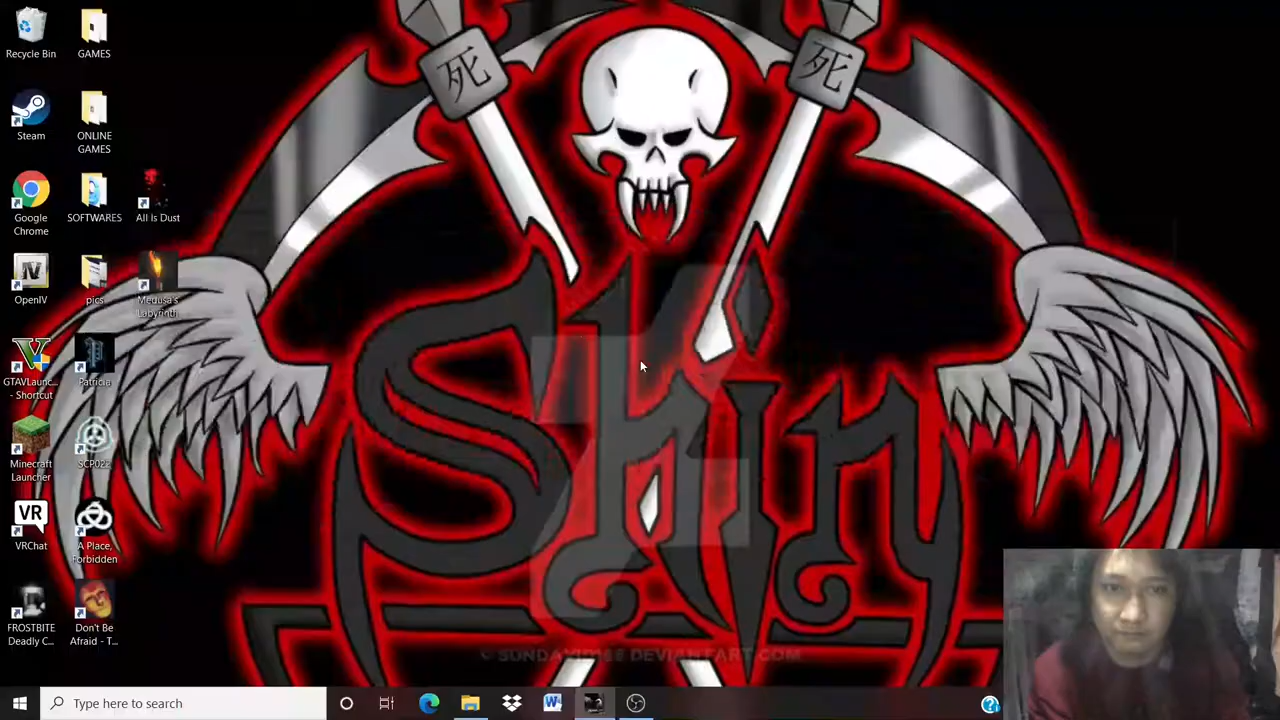 Recycle Bin
GAMES
Steam
ONLINE
GAMES
Google
Chrome
SOFTWARES
All Is Dust
OpenIV
pics
Medusa's
Labyrinth
GTAVLaunc...
- Shortcut
Patricia
Minecraft
Launcher
SCP022
VR
VRChat
A Place,
Forbidden
FROSTBITE
Deadly C...
Don't Be
Afraid - T...
死
死
Shin
Type here to search